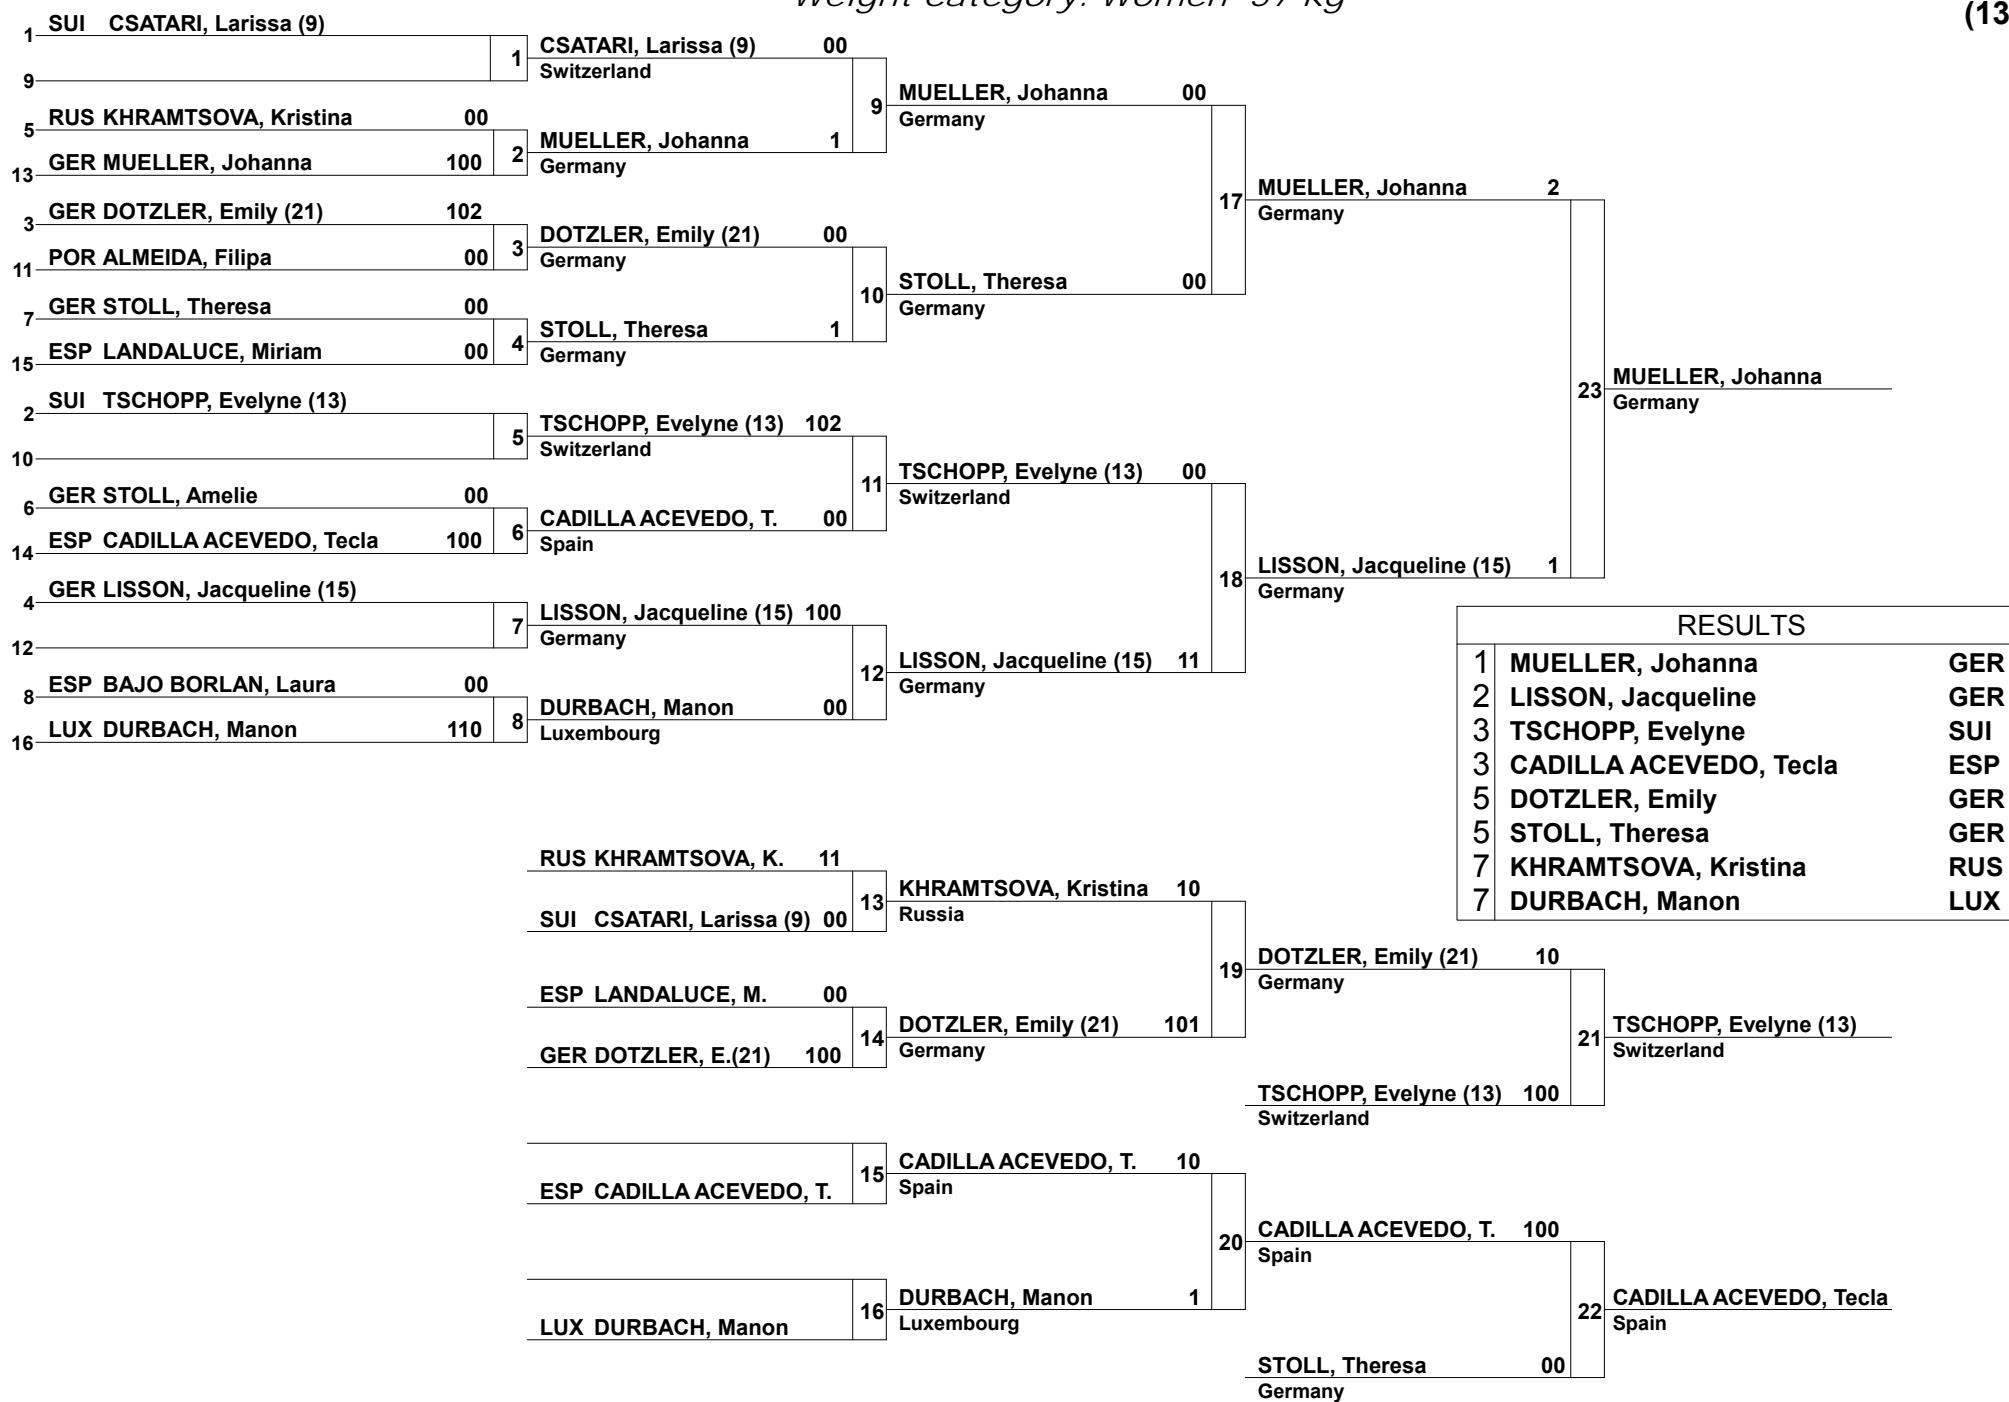 Weight category: Women -57 kg
(13
1 SUI CSATARI, Larissa (9)
9
1
5 RUS KHRAMTSOVA, Kristina 00
13 GER MUELLER, Johanna 100
2
3 GER DOTZLER, Emily (21) 102
11 POR ALMEIDA, Filipa 00
3
7 GER STOLL, Theresa 00
15 ESP LANDALUCE, Miriam 00
4
2 SUI TSCHOPP, Evelyne (13)
10
5
6 GER STOLL, Amelie 00
14 ESP CADILLA ACEVEDO, Tecla 100
6
4 GER LISSON, Jacqueline (15)
12
7
8 ESP BAJO BORLAN, Laura 00
16 LUX DURBACH, Manon 110
8
CSATARI, Larissa (9) 00
Switzerland
MUELLER, Johanna 1
Germany
9
DOTZLER, Emily (21) 00
Germany
STOLL, Theresa 1
Germany
10
TSCHOPP, Evelyne (13) 102
Switzerland
CADILLA ACEVEDO, T. 00
Spain
11
LISSON, Jacqueline (15) 100
Germany
DURBACH, Manon 00
Luxembourg
12
MUELLER, Johanna 00
Germany
STOLL, Theresa 00
Germany
17
TSCHOPP, Evelyne (13) 00
Switzerland
LISSON, Jacqueline (15) 11
Germany
18
MUELLER, Johanna 2
Germany
LISSON, Jacqueline (15) 1
Germany
23
MUELLER, Johanna
Germany
RESULTS
1 MUELLER, Johanna GER
2 LISSON, Jacqueline GER
3 TSCHOPP, Evelyne SUI
3 CADILLA ACEVEDO, Tecla ESP
5 DOTZLER, Emily GER
5 STOLL, Theresa GER
7 KHRAMTSOVA, Kristina RUS
7 DURBACH, Manon LUX
RUS KHRAMTSOVA, K. 11
SUI CSATARI, Larissa (9) 00
13
ESP LANDALUCE, M. 00
GER DOTZLER, E.(21) 100
14
ESP CADILLA ACEVEDO, T.
15
LUX DURBACH, Manon
16
KHRAMTSOVA, Kristina 10
Russia
DOTZLER, Emily (21) 101
Germany
19
CADILLA ACEVEDO, T. 10
Spain
DURBACH, Manon 1
Luxembourg
20
DOTZLER, Emily (21) 10
Germany
TSCHOPP, Evelyne (13) 100
Switzerland
21
TSCHOPP, Evelyne (13)
Switzerland
CADILLA ACEVEDO, T. 100
Spain
STOLL, Theresa 00
Germany
22
CADILLA ACEVEDO, Tecla
Spain